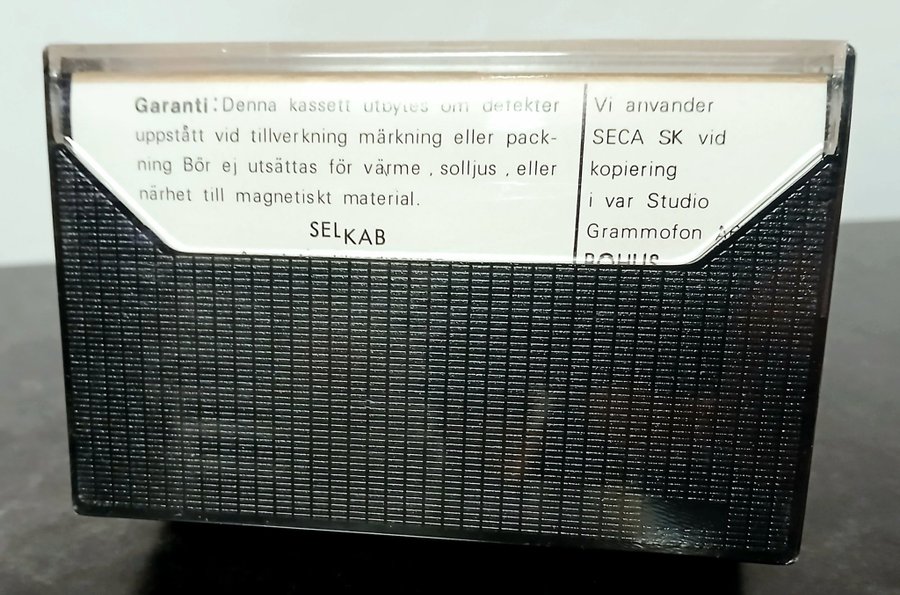 Garanti: Denna kassett utbytes om defekter
uppstått vid tillverkning märkning eller pack-
ning Bör ej utsättas för värme , solljus , eller
närhet till magnetiskt material.
SELKAB
Vi anvander
SECA SK vid
kopiering
i var Studio
Grammofon
BOHUS